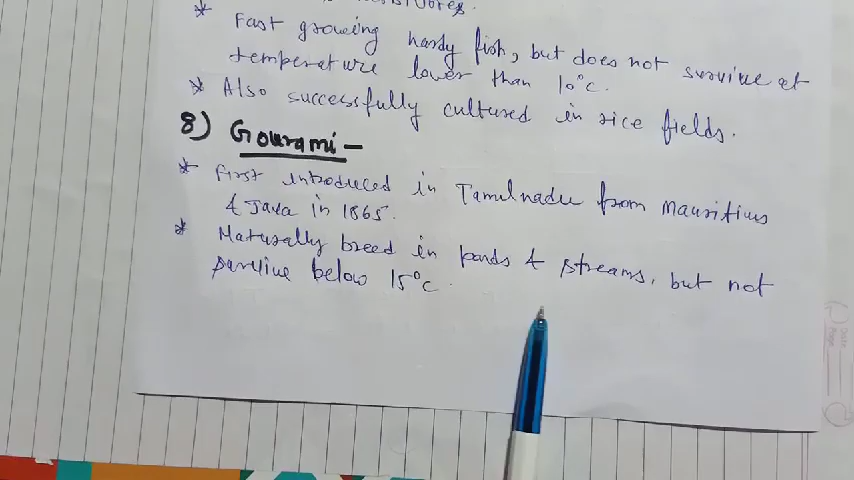 * Fast growing hardy fish, but does not survive at
temperature lower than 10°c.
* Also successfully cultured in rice fields.
8) Gourami –
* First introduced in Tamilnadu from Mauritius
& Java in 1865.
* Maturally breed in ponds & streams, but not
survive below 15°c.